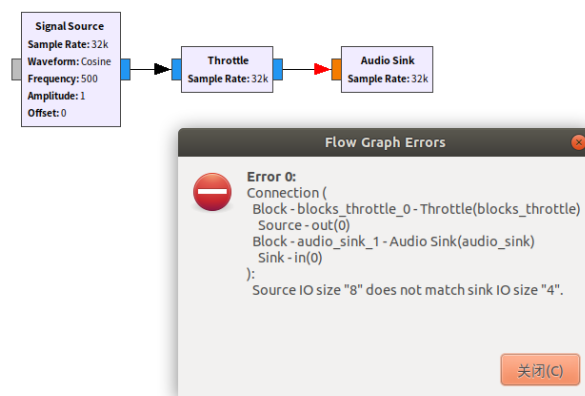 Signal Source
Sample Rate: 32k
Waveform: Cosine
Frequency: 500
Amplitude: 1
Offset: 0
Throttle
Sample Rate: 32k
Audio Sink
Sample Rate: 32k
Flow Graph Errors
Error 0:
Connection (
Block - blocks_throttle_0 - Throttle(blocks_throttle)
Source - out(0)
Block - audio_sink_1 - Audio Sink(audio_sink)
Sink - in(0)
):
Source IO size "8" does not match sink IO size "4".
关闭(C)